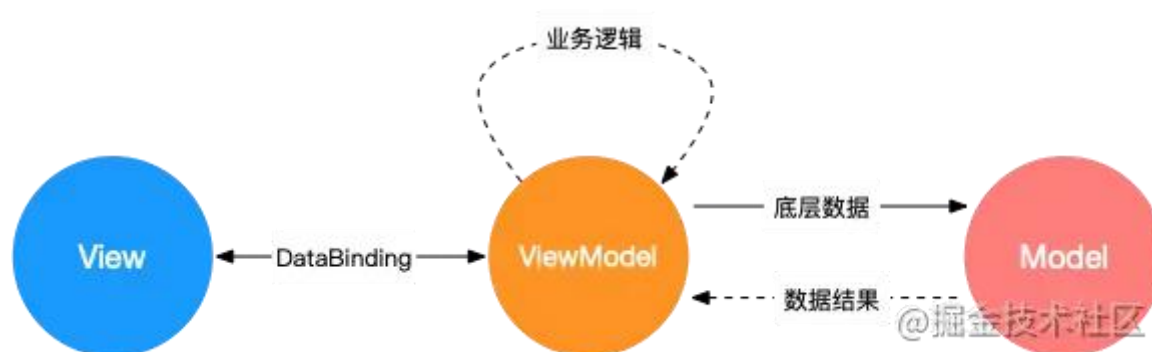 业务逻辑
底层数据
View
DataBinding
ViewModel
Model
数据结果
@掘金技术社区